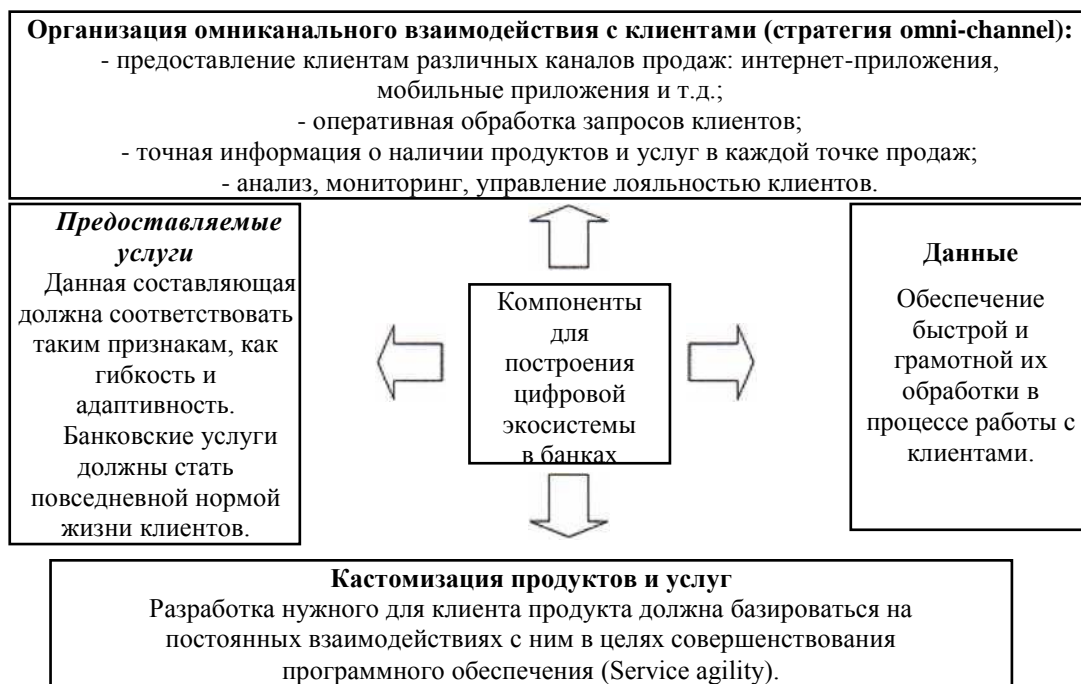 Организация омниканального взаимодействия с клиентами (стратегия omni-channel):
- предоставление клиентам различных каналов продаж: интернет-приложения,
мобильные приложения и т.д.;
- оперативная обработка запросов клиентов;
- точная информация о наличии продуктов и услуг в каждой точке продаж;
- анализ, мониторинг, управление лояльностью клиентов.
Предоставляемые
услуги
Данная составляющая
должна соответствовать
таким признакам, как
гибкость и
адаптивность.
Банковские услуги
должны стать
повседневной нормой
жизни клиентов.
Компоненты
для
построения
цифровой
экосистемы
в банках
Данные
Обеспечение
быстрой и
грамотной их
обработки в
процессе работы с
клиентами.
Кастомизация продуктов и услуг
Разработка нужного для клиента продукта должна базироваться на
постоянных взаимодействиях с ним в целях совершенствования
программного обеспечения (Service agility).